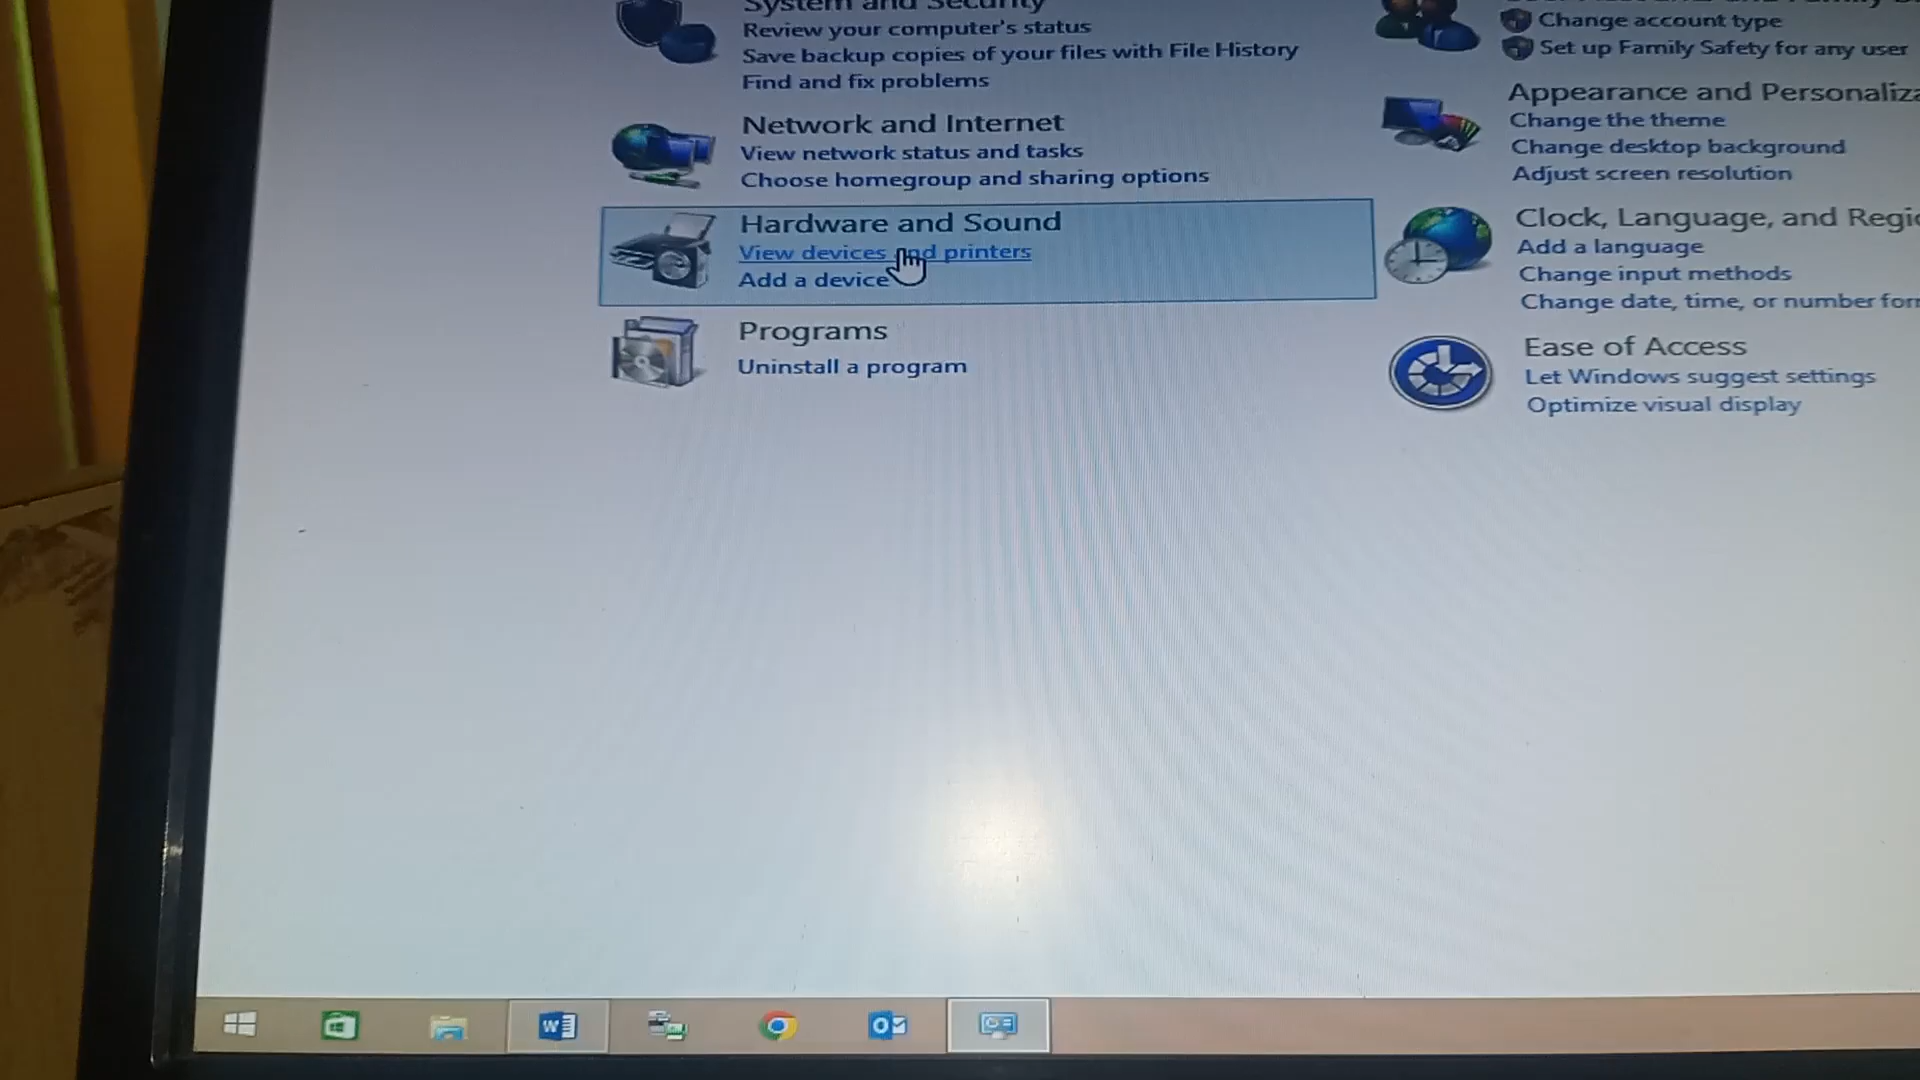 System and Security
Review your computer's status
Save backup copies of your files with File History
Find and fix problems
Network and Internet
View network status and tasks
Choose homegroup and sharing options
Hardware and Sound
View devices and printers
Add a device
Programs
Uninstall a program
Change account type
Set up Family Safety for any user
Appearance and Personaliza
Change the theme
Change desktop background
Adjust screen resolution
Clock, Language, and Regio
Add a language
Change input methods
Change date, time, or number for
Ease of Access
Let Windows suggest settings
Optimize visual display